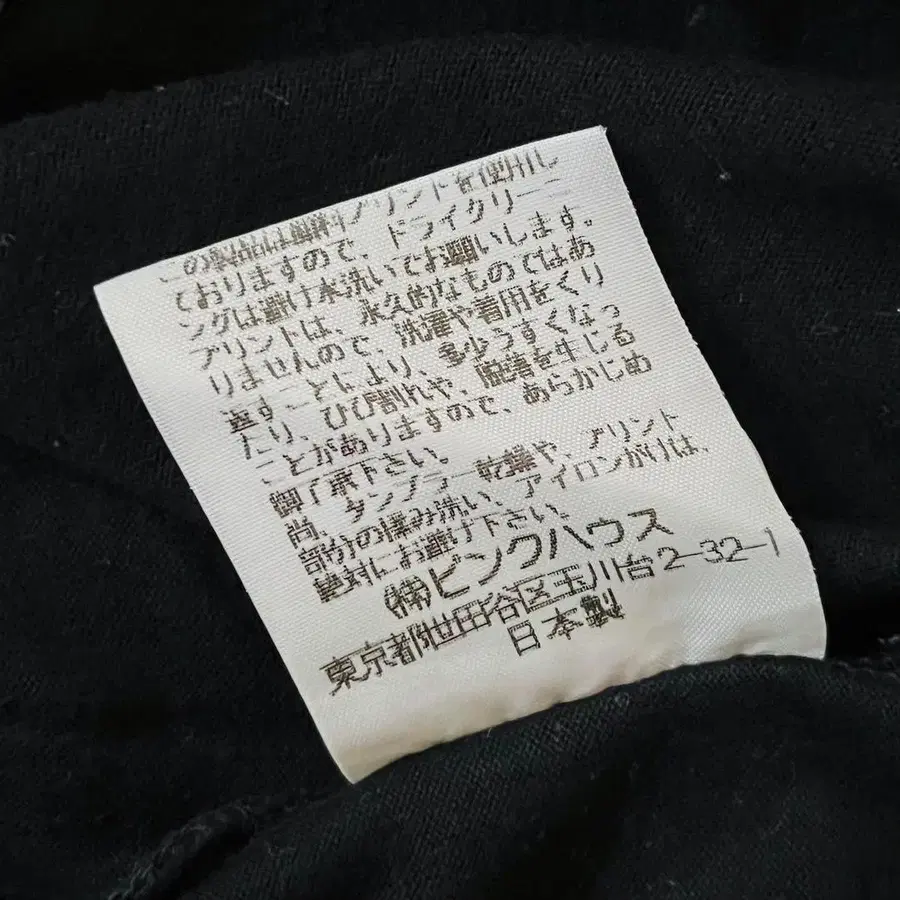 この製品は顔料プリントを使用し
ておりますので、ドライクリーニ
ングは避け水洗いでお願いします。
プリントは、永久的なものではあ
りませんので、洗濯や着用をくり
返すことにより、多少うすくなっ
たり、ひび割れや、脱落を生じる
ことがありますので、あらかじめ
御了承下さい。
尚、タンブラー乾燥や、プリント
部分の揉み洗い、アイロンがけは、
絶対にお避け下さい。
(株)ピンクハウス
東京都世田谷区玉川台2-32-1
日本製